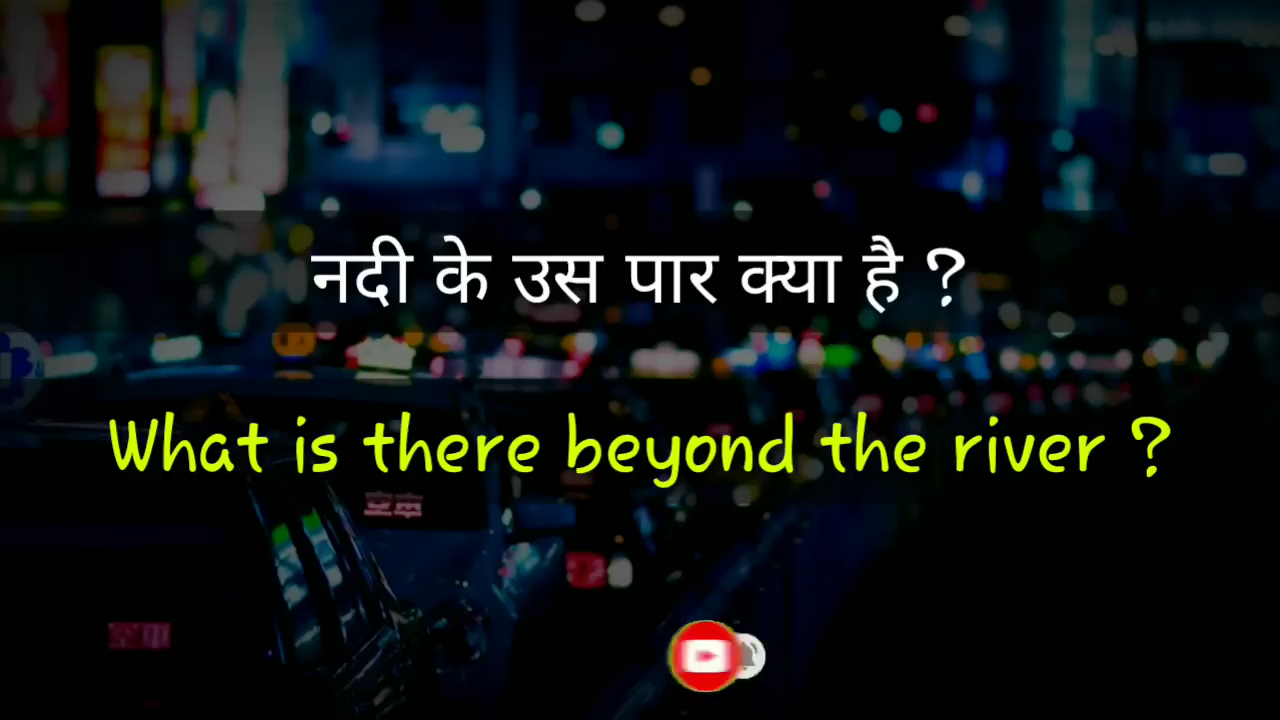 नदी के उस पार क्या है ?
What is there beyond the river ?